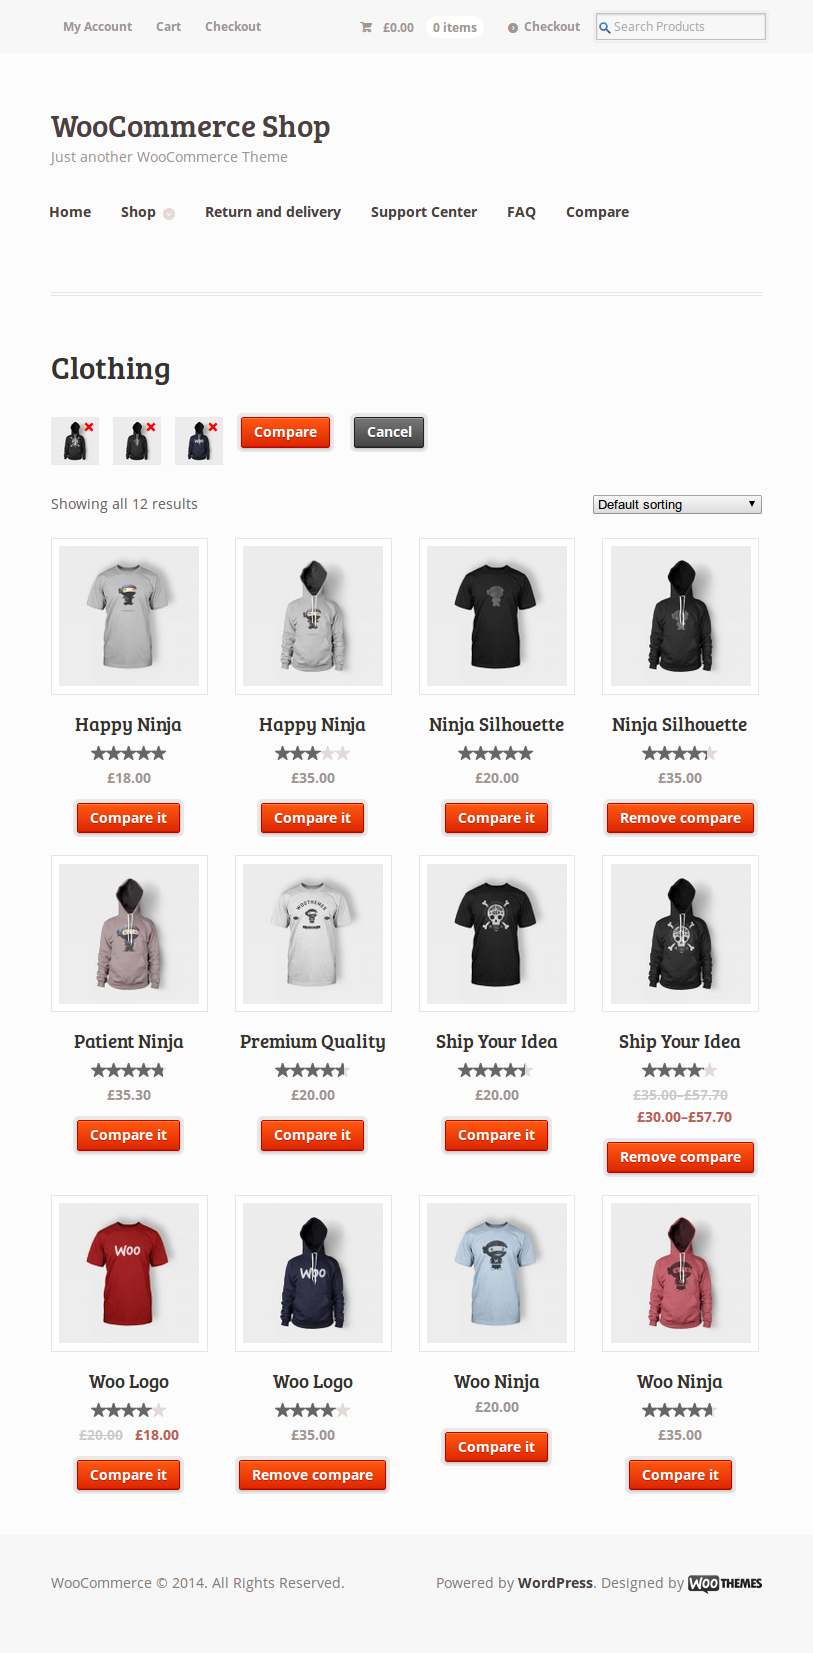 My Account Cart Checkout £0.00 0 items Checkout Search Products
WooCommerce Shop
Just another WooCommerce Theme
Home Shop Return and delivery Support Center FAQ Compare
Clothing
Compare Cancel
Showing all 12 results Default sorting
Happy Ninja Happy Ninja Ninja Silhouette Ninja Silhouette
£18.00 £35.00 £20.00 £35.00
Compare it Compare it Compare it Remove compare
WOOTHEMES
Patient Ninja Premium Quality Ship Your Idea Ship Your Idea
£35.30 £20.00 £20.00 £35.00–£57.70
£30.00–£57.70
Compare it Compare it Compare it Remove compare
Woo Woo
Woo Logo Woo Logo Woo Ninja Woo Ninja
£20.00 £18.00 £35.00 £20.00 £35.00
Compare it Remove compare Compare it Compare it
WooCommerce © 2014. All Rights Reserved. Powered by WordPress. Designed by WOOTHEMES